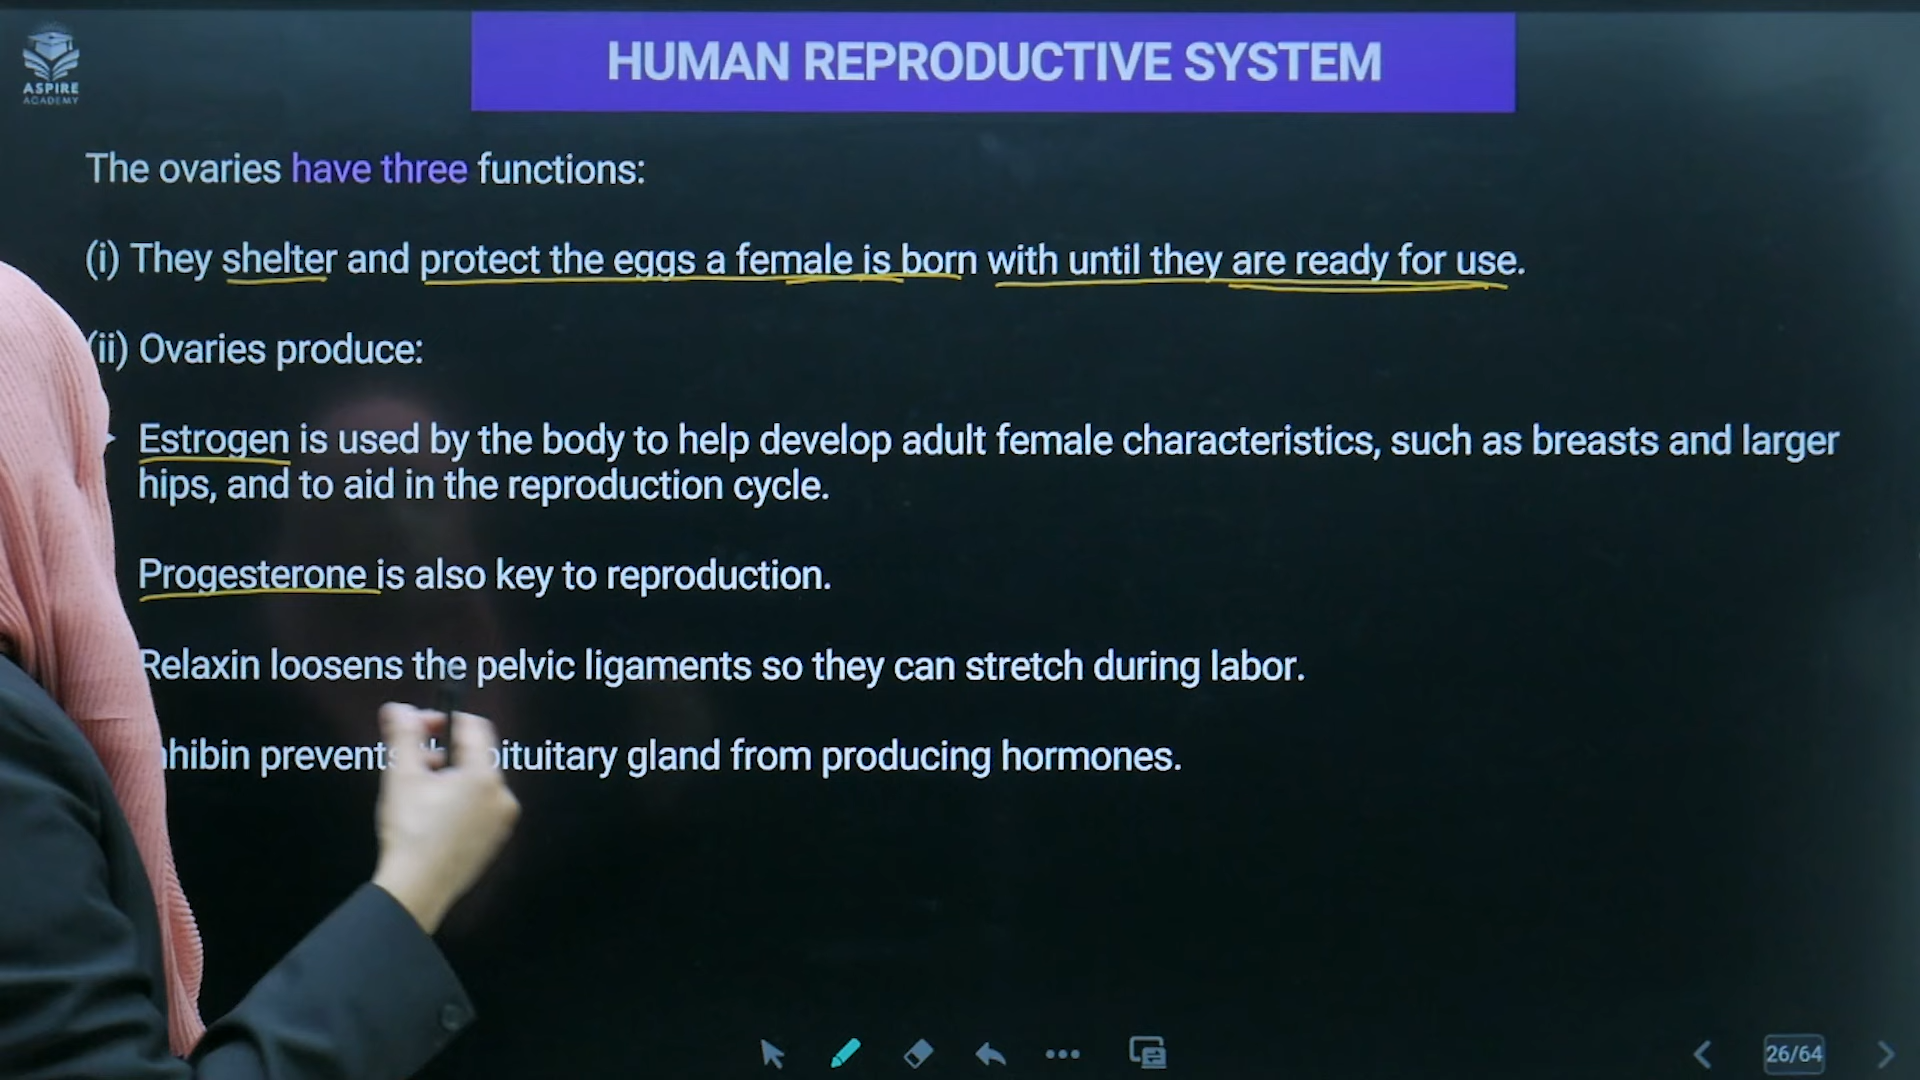 ASPIRE
ACADEMY
HUMAN REPRODUCTIVE SYSTEM
The ovaries have three functions:
(i) They shelter and protect the eggs a female is born with until they are ready for use.
(ii) Ovaries produce:
Estrogen is used by the body to help develop adult female characteristics, such as breasts and larger
hips, and to aid in the reproduction cycle.
Progesterone is also key to reproduction.
Relaxin loosens the pelvic ligaments so they can stretch during labor.
prevents pituitary gland from producing hormones.
26/64